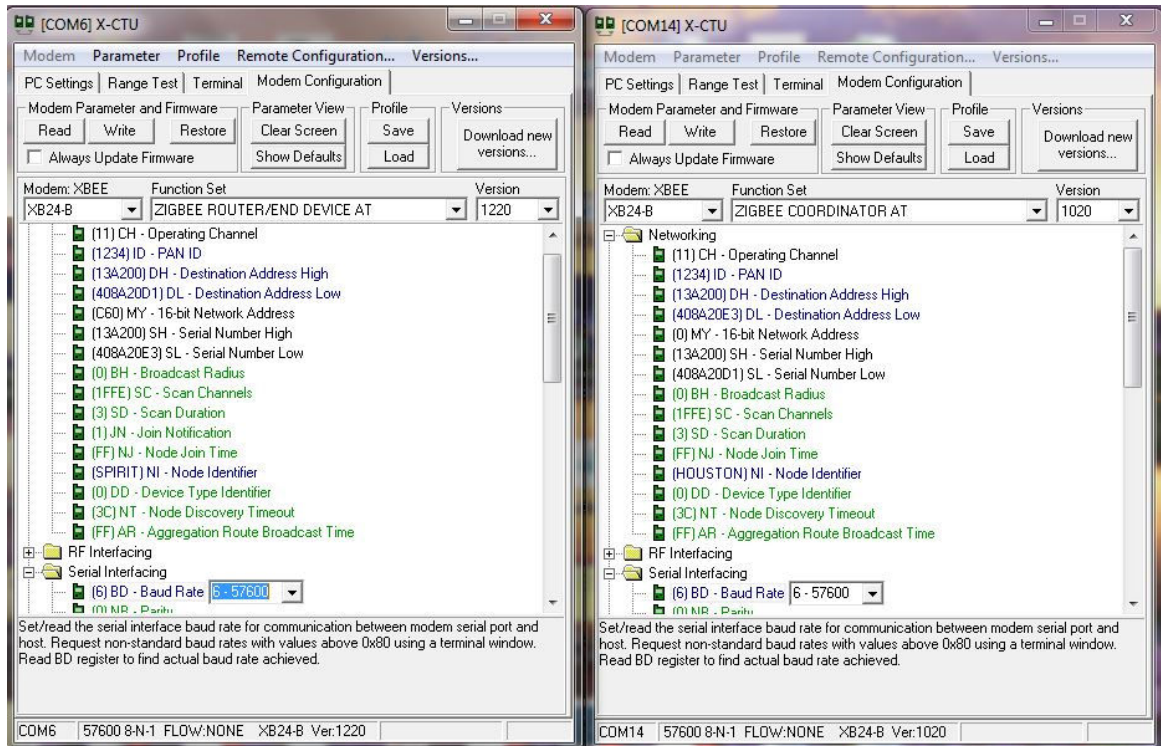 [COM6] X-CTU
Modem Parameter Profile Remote Configuration... Versions...
PC Settings Range Test Terminal Modem Configuration
Modem Parameter and Firmware Parameter View Profile Versions
Read Write Restore Clear Screen Save Download new versions...
Always Update Firmware Show Defaults Load
Modem: XBEE Function Set Version
XB24-B ZIGBEE ROUTER/END DEVICE AT 1220
(11) CH - Operating Channel
(1234) ID - PAN ID
(13A200) DH - Destination Address High
(408A20D1) DL - Destination Address Low
(C60) MY - 16-bit Network Address
(13A200) SH - Serial Number High
(408A20E3) SL - Serial Number Low
(0) BH - Broadcast Radius
(1FFE) SC - Scan Channels
(3) SD - Scan Duration
(1) JN - Join Notification
(FF) NJ - Node Join Time
(SPIRIT) NI - Node Identifier
(0) DD - Device Type Identifier
(3C) NT - Node Discovery Timeout
(FF) AR - Aggregation Route Broadcast Time
RF Interfacing
Serial Interfacing
(6) BD - Baud Rate 6 - 57600
(0) NB - Parity
Set/read the serial interface baud rate for communication between modem serial port and
host. Request non-standard baud rates with values above 0x80 using a terminal window.
Read BD register to find actual baud rate achieved.
COM6 57600 8-N-1 FLOW:NONE XB24-B Ver:1220
[COM14] X-CTU
Modem Parameter Profile Remote Configuration... Versions...
PC Settings Range Test Terminal Modem Configuration
Modem Parameter and Firmware Parameter View Profile Versions
Read Write Restore Clear Screen Save Download new versions...
Always Update Firmware Show Defaults Load
Modem: XBEE Function Set Version
XB24-B ZIGBEE COORDINATOR AT 1020
Networking
(11) CH - Operating Channel
(1234) ID - PAN ID
(13A200) DH - Destination Address High
(408A20E3) DL - Destination Address Low
(0) MY - 16-bit Network Address
(13A200) SH - Serial Number High
(408A20D1) SL - Serial Number Low
(0) BH - Broadcast Radius
(1FFE) SC - Scan Channels
(3) SD - Scan Duration
(FF) NJ - Node Join Time
(HOUSTON) NI - Node Identifier
(0) DD - Device Type Identifier
(3C) NT - Node Discovery Timeout
(FF) AR - Aggregation Route Broadcast Time
RF Interfacing
Serial Interfacing
(6) BD - Baud Rate 6 - 57600
(0) NB - Parity
Set/read the serial interface baud rate for communication between modem serial port and
host. Request non-standard baud rates with values above 0x80 using a terminal window.
Read BD register to find actual baud rate achieved.
COM14 57600 8-N-1 FLOW:NONE XB24-B Ver:1020